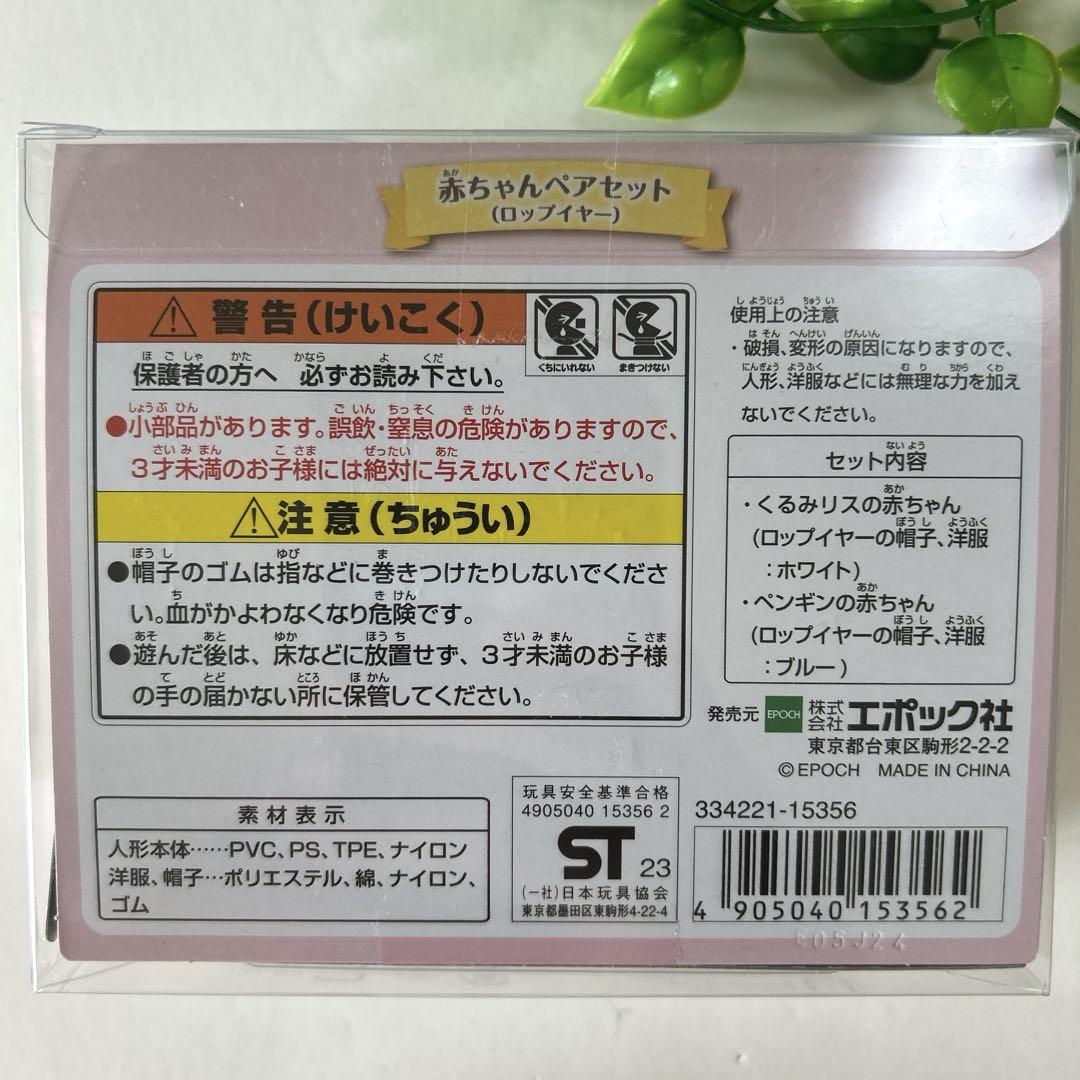 赤ちゃんペアセット
(ロップイヤー)
警告(けいこく)
くちにいれない
まきつけない
保護者の方へ 必ずお読み下さい。
●小部品があります。誤飲・窒息の危険がありますので、
3才未満のお子様には絶対に与えないでください。
注意(ちゅうい)
●帽子のゴムは指などに巻きつけたりしないでくださ
い。血がかよわなくなり危険です。
●遊んだ後は、床などに放置せず、3才未満のお子様
の手の届かない所に保管してください。
使用上の注意
・破損、変形の原因になりますので、
人形、洋服などには無理な力を加え
ないでください。
セット内容
・くるみリスの赤ちゃん
(ロップイヤーの帽子、洋服
:ホワイト)
・ペンギンの赤ちゃん
(ロップイヤーの帽子、洋服
:ブルー)
発売元 EPOCH 株式会社 エポック社
東京都台東区駒形2-2-2
©EPOCH MADE IN CHINA
素材表示
人形本体……PVC、PS、TPE、ナイロン
洋服、帽子…ポリエステル、綿、ナイロン、
ゴム
玩具安全基準合格
4905040 15356 2
ST 23
(一社)日本玩具協会
東京都墨田区東駒形4-22-4
334221-15356
4 905040 153562